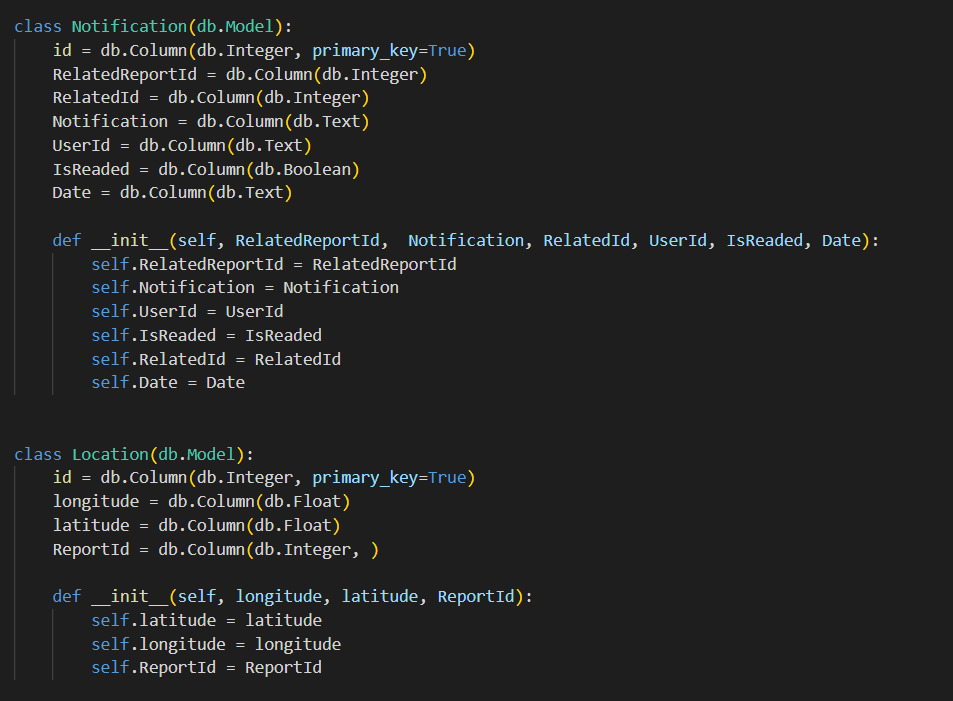 class Notification(db.Model):
    id = db.Column(db.Integer, primary_key=True)
    RelatedReportId = db.Column(db.Integer)
    RelatedId = db.Column(db.Integer)
    Notification = db.Column(db.Text)
    UserId = db.Column(db.Text)
    IsReaded = db.Column(db.Boolean)
    Date = db.Column(db.Text)

    def __init__(self, RelatedReportId,  Notification, RelatedId, UserId, IsReaded, Date):
        self.RelatedReportId = RelatedReportId
        self.Notification = Notification
        self.UserId = UserId
        self.IsReaded = IsReaded
        self.RelatedId = RelatedId
        self.Date = Date


class Location(db.Model):
    id = db.Column(db.Integer, primary_key=True)
    longitude = db.Column(db.Float)
    latitude = db.Column(db.Float)
    ReportId = db.Column(db.Integer, )

    def __init__(self, longitude, latitude, ReportId):
        self.latitude = latitude
        self.longitude = longitude
        self.ReportId = ReportId